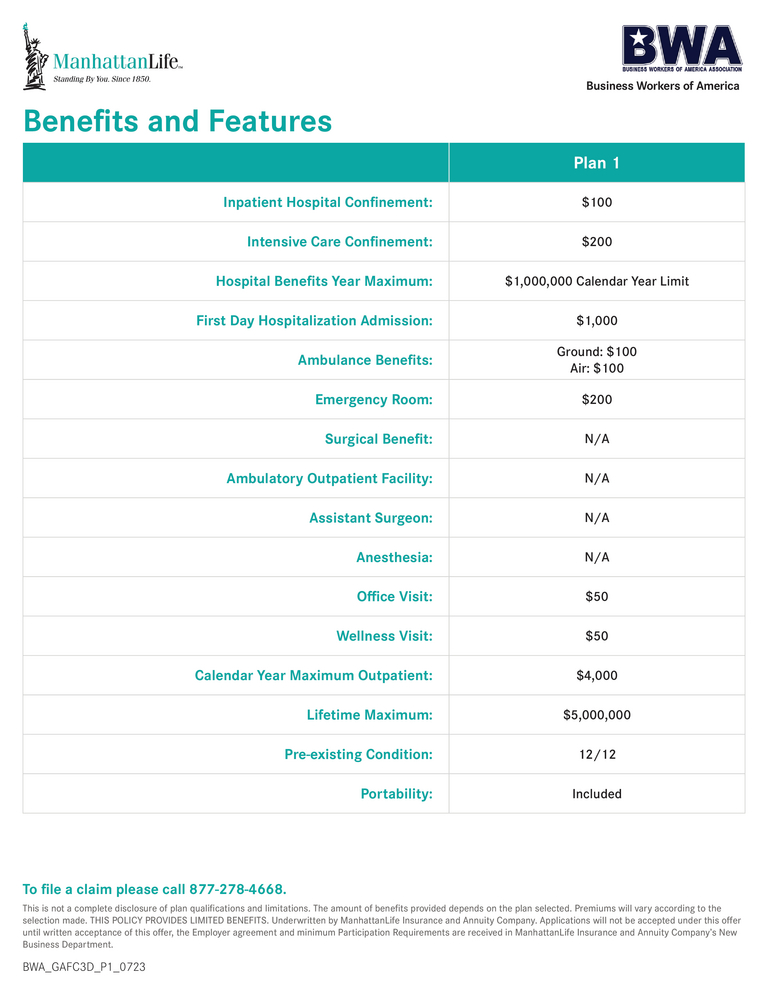 ManhattanLife™
Standing By You. Since 1850.
BWA
BUSINESS WORKERS OF AMERICA ASSOCIATION
Business Workers of America
Benefits and Features
Plan 1
Inpatient Hospital Confinement: $100
Intensive Care Confinement: $200
Hospital Benefits Year Maximum: $1,000,000 Calendar Year Limit
First Day Hospitalization Admission: $1,000
Ambulance Benefits: Ground: $100
Air: $100
Emergency Room: $200
Surgical Benefit: N/A
Ambulatory Outpatient Facility: N/A
Assistant Surgeon: N/A
Anesthesia: N/A
Office Visit: $50
Wellness Visit: $50
Calendar Year Maximum Outpatient: $4,000
Lifetime Maximum: $5,000,000
Pre-existing Condition: 12/12
Portability: Included
To file a claim please call 877-278-4668.
This is not a complete disclosure of plan qualifications and limitations. The amount of benefits provided depends on the plan selected. Premiums will vary according to the
selection made. THIS POLICY PROVIDES LIMITED BENEFITS. Underwritten by ManhattanLife Insurance and Annuity Company. Applications will not be accepted under this offer
until written acceptance of this offer, the Employer agreement and minimum Participation Requirements are received in ManhattanLife Insurance and Annuity Company's New
Business Department.
BWA_GAFC3D_P1_0723